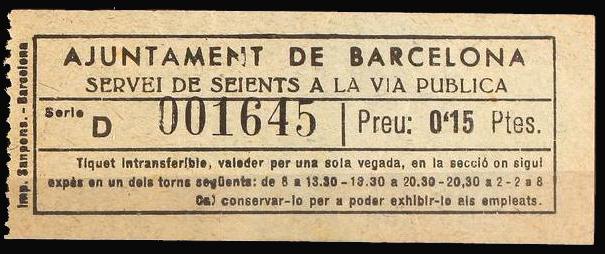 AJUNTAMENT DE BARCELONA
SERVEI DE SEIENTS A LA VIA PUBLICA
Serie D 001645 Preu: 0'15 Ptes.
Tiquet intransferible, valeder per una sola vegada, en la secció on sigui
expès en un dels torns següents: de 8 a 13.30 - 13.30 a 20.30 - 20,30 a 2 - 2 a 8
Cal conservar-lo per a poder exhibir-lo als empleats.
Imp. Sanpons. - Barcelona